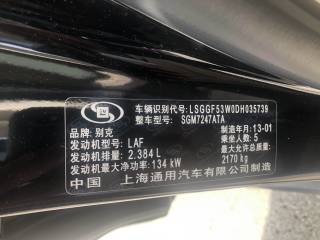 车辆识别代号: LSGGF53W0DH035739
整车型号: SGM7247ATA
品牌: 别克 制造年月: 13-01
发动机型号: LAF 乘坐人数: 5
发动机排量: 2.384 L 最大允许总质量:
发动机最大净功率: 134 kW 2170 kg
中国 上海通用汽车有限公司制造